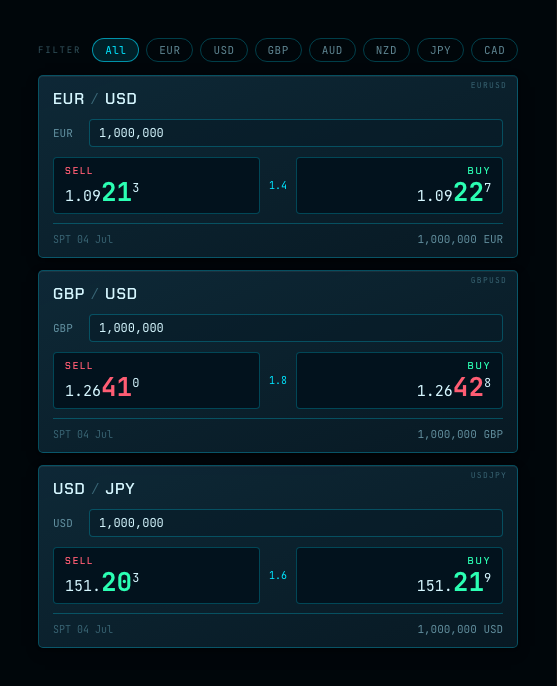 FILTER All EUR USD GBP AUD NZD JPY CAD
EURUSD
EUR / USD
EUR 1,000,000
SELL BUY
1.09213 1.4 1.09227
SPT 04 Jul 1,000,000 EUR
GBPUSD
GBP / USD
GBP 1,000,000
SELL BUY
1.26410 1.8 1.26428
SPT 04 Jul 1,000,000 GBP
USDJPY
USD / JPY
USD 1,000,000
SELL BUY
151.203 1.6 151.219
SPT 04 Jul 1,000,000 USD